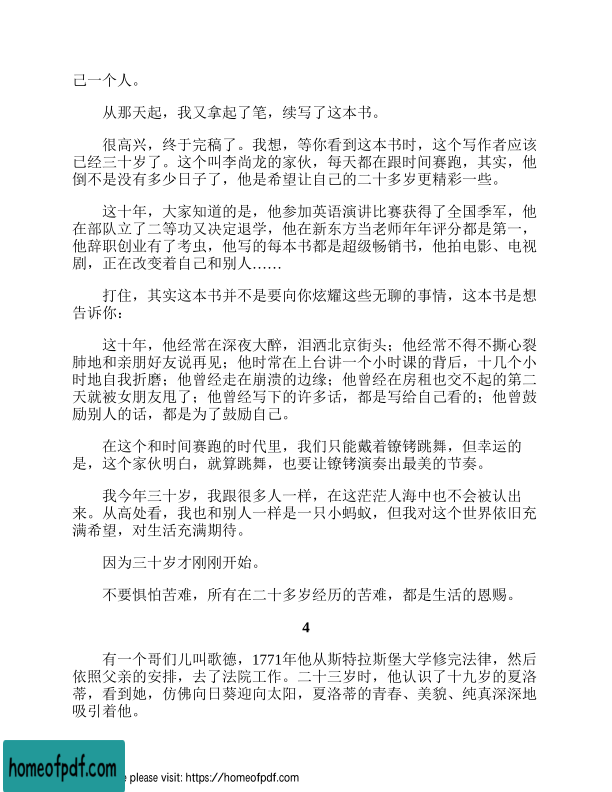 己一个人。
从那天起，我又拿起了笔，续写了这本书。
很高兴，终于完稿了。我想，等你看到这本书时，这个写作者应该
已经三十岁了。这个叫李尚龙的家伙，每天都在跟时间赛跑，其实，他
倒不是没有多少日子了，他是希望让自己的二十多岁更精彩一些。
这十年，大家知道的是，他参加英语演讲比赛获得了全国季军，他
在部队立了二等功又决定退学，他在新东方当老师年年评分都是第一，
他辞职创业有了考虫，他写的每本书都是超级畅销书，他拍电影、电视
剧，正在改变着自己和别人……
打住，其实这本书并不是要向你炫耀这些无聊的事情，这本书是想
告诉你：
这十年，他经常在深夜大醉，泪洒北京街头；他经常不得不撕心裂
肺地和亲朋好友说再见；他时常在上台讲一个小时课的背后，十几个小
时地自我折磨；他曾经走在崩溃的边缘；他曾经在房租也交不起的第二
天就被女朋友甩了；他曾经写下的许多话，都是写给自己看的；他曾鼓
励别人的话，都是为了鼓励自己。
在这个和时间赛跑的时代里，我们只能戴着镣铐跳舞，但幸运的
是，这个家伙明白，就算跳舞，也要让镣铐演奏出最美的节奏。
我今年三十岁，我跟很多人一样，在这茫茫人海中也不会被认出
来。从高处看，我也和别人一样是一只小蚂蚁，但我对这个世界依旧充
满希望，对生活充满期待。
因为三十岁才刚刚开始。
不要惧怕苦难，所有在二十多岁经历的苦难，都是生活的恩赐。
4
有一个哥们儿叫歌德，1771年他从斯特拉斯堡大学修完法律，然后
依照父亲的安排，去了法院工作。二十三岁时，他认识了十九岁的夏洛
蒂，看到她，仿佛向日葵迎向太阳，夏洛蒂的青春、美貌、纯真深深地
吸引着他。
homeofpdf.com
please visit: https://homeofpdf.com